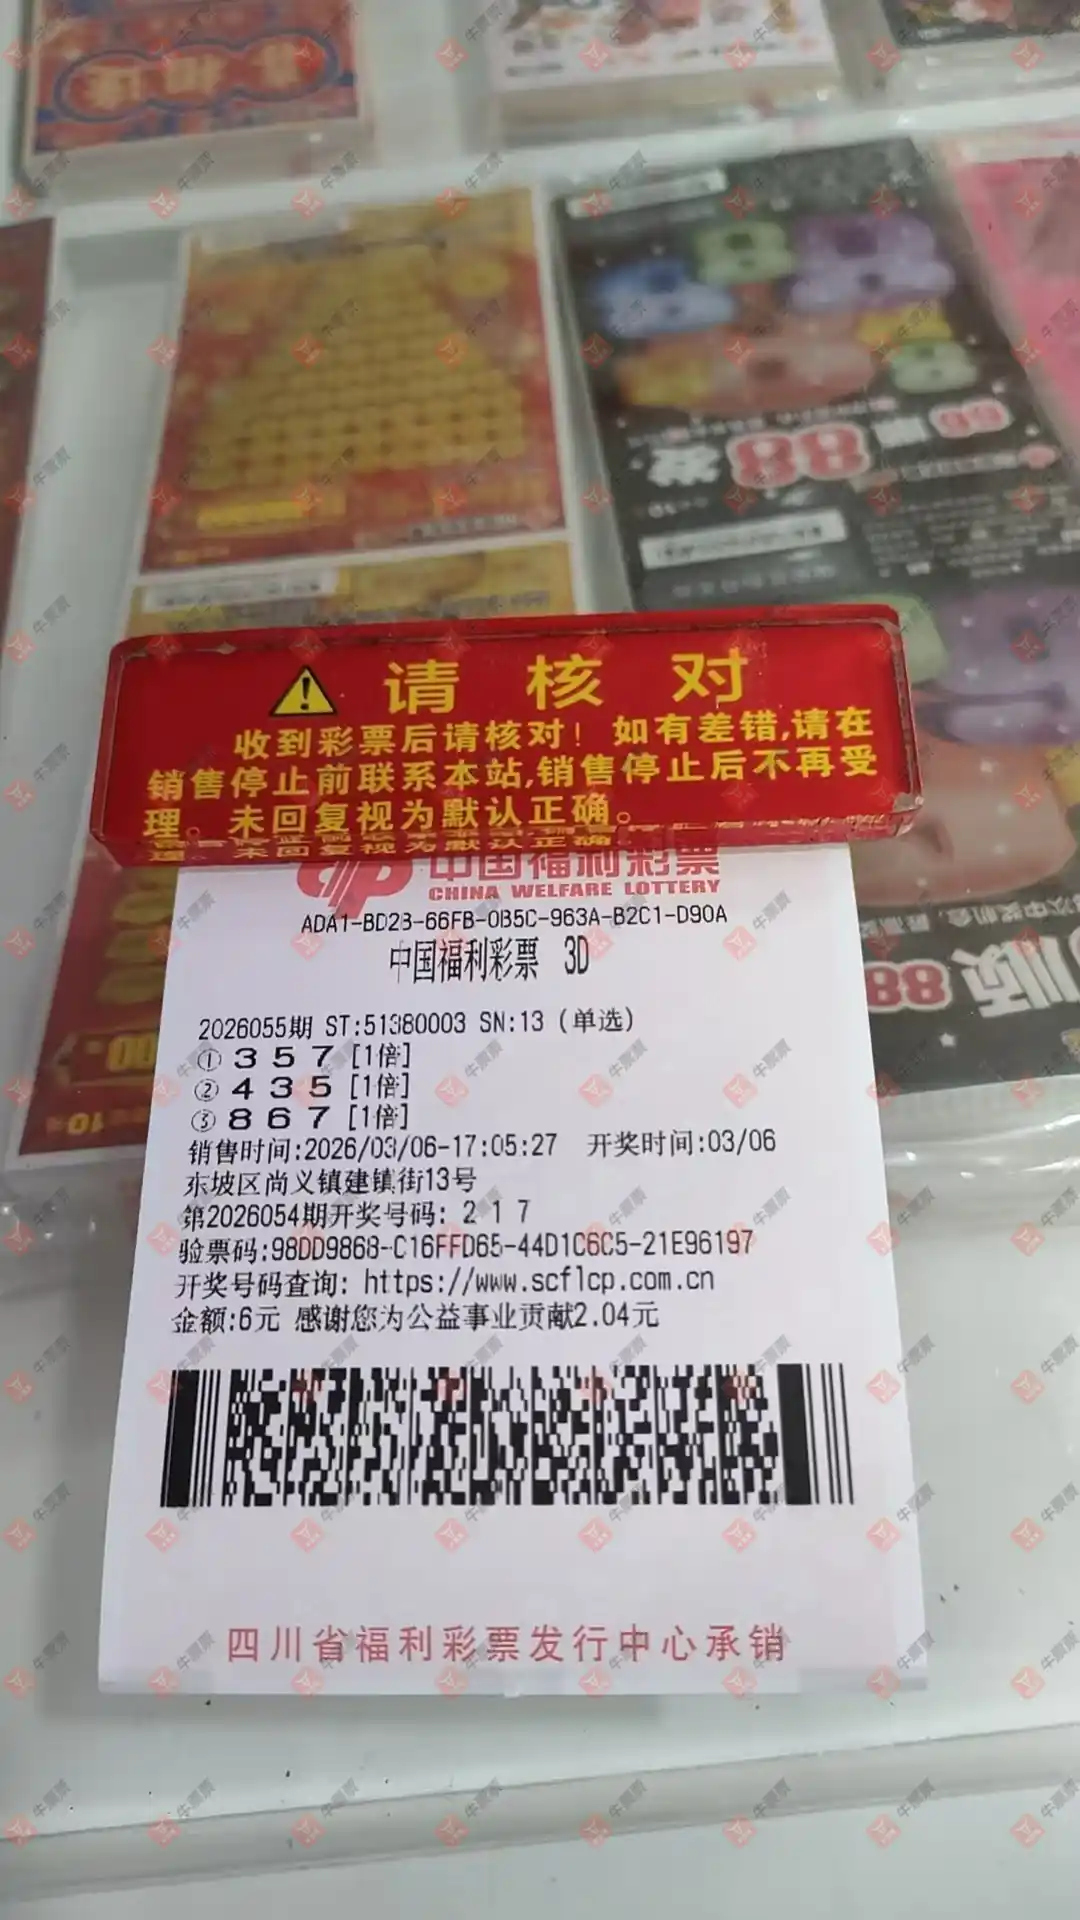 88
66
88
请核对
收到彩票后请核对！如有差错,请在
销售停止前联系本站,销售停止后不再受
理。未回复视为默认正确。
中国福利彩票
CHINA WELFARE LOTTERY
ADA1-BD2B-66FB-0B5C-963A-B2C1-D90A
中国福利彩票 3D
2026055期 ST:51380003 SN:13 (单选)
① 3 5 7 [1倍]
② 4 3 5 [1倍]
③ 8 6 7 [1倍]
销售时间:2026/03/06-17:05:27 开奖时间:03/06
东坡区尚义镇建镇街13号
第2026054期开奖号码: 2 1 7
验票码:98DD9868-C16FFD65-44D1C6C5-21E96197
开奖号码查询: https://www.scflcp.com.cn
金额:6元 感谢您为公益事业贡献2.04元
四川省福利彩票发行中心承销
88
牛票票